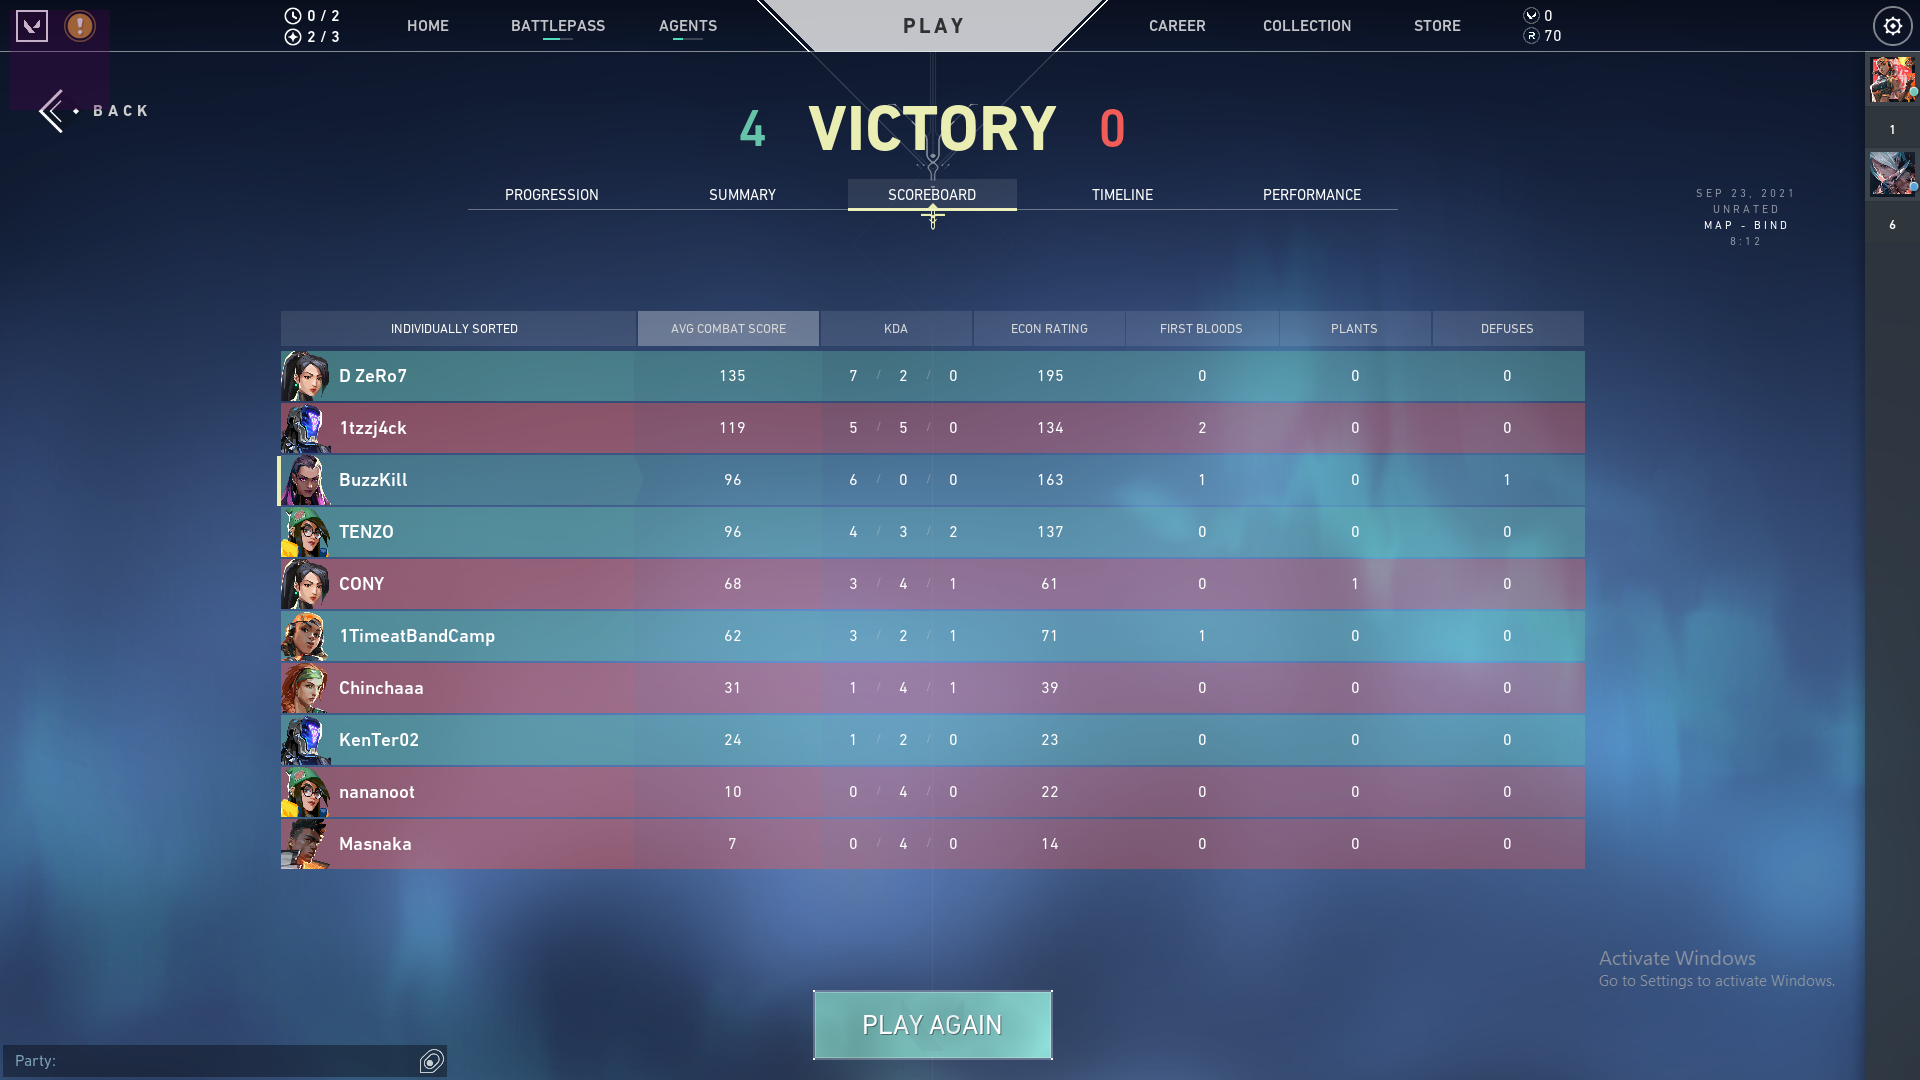 0 / 2
2 / 3
HOME
BATTLEPASS
AGENTS
PLAY
CAREER
COLLECTION
STORE
0
R 70
BACK
4 VICTORY 0
PROGRESSION SUMMARY SCOREBOARD TIMELINE PERFORMANCE
SEP 23, 2021
UNRATED
MAP - BIND
8:12
1
6
INDIVIDUALLY SORTED AVG COMBAT SCORE KDA ECON RATING FIRST BLOODS PLANTS DEFUSES
D ZeRo7 135 7 / 2 / 0 195 0 0 0
1tzzj4ck 119 5 / 5 / 0 134 2 0 0
BuzzKill 96 6 / 0 / 0 163 1 0 1
TENZO 96 4 / 3 / 2 137 0 0 0
CONY 68 3 / 4 / 1 61 0 1 0
1TimeatBandCamp 62 3 / 2 / 1 71 1 0 0
Chinchaaa 31 1 / 4 / 1 39 0 0 0
KenTer02 24 1 / 2 / 0 23 0 0 0
nananoot 10 0 / 4 / 0 22 0 0 0
Masnaka 7 0 / 4 / 0 14 0 0 0
Activate Windows
Go to Settings to activate Windows.
PLAY AGAIN
Party: